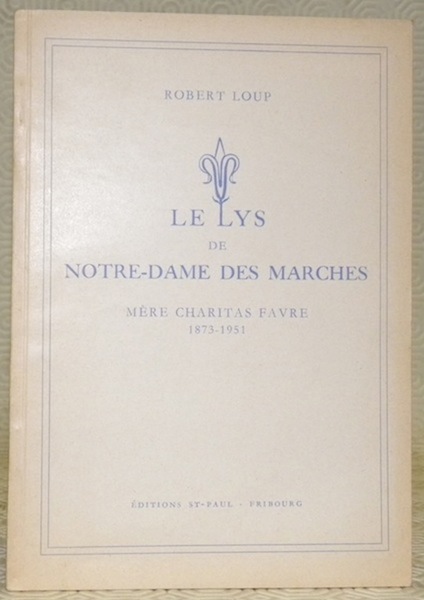 ROBERT LOUP
LE LYS
DE
NOTRE-DAME DES MARCHES
MÈRE CHARITAS FAVRE
1873-1951
ÉDITIONS ST-PAUL - FRIBOURG